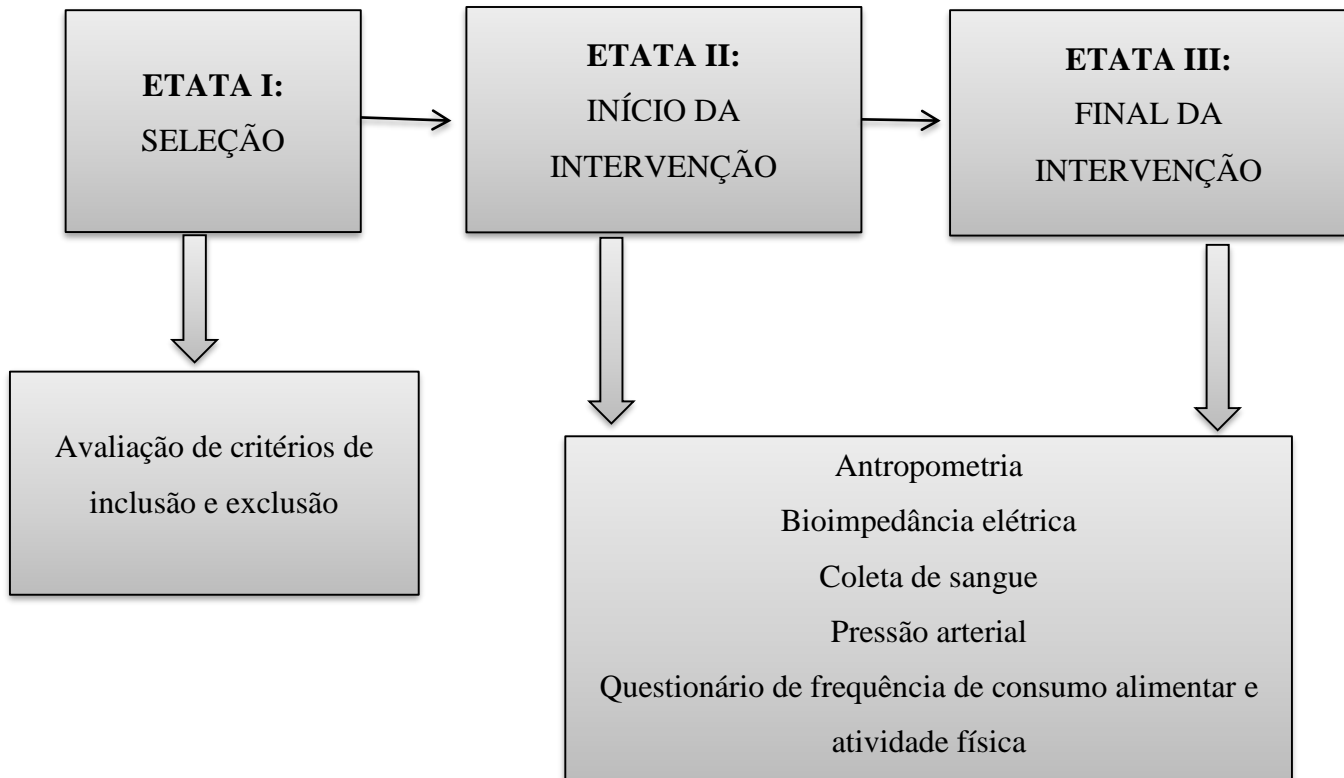 ETATA I:
SELEÇÃO
ETATA II:
INÍCIO DA
INTERVENÇÃO
ETATA III:
FINAL DA
INTERVENÇÃO
Avaliação de critérios de
inclusão e exclusão
Antropometria
Bioimpedância elétrica
Coleta de sangue
Pressão arterial
Questionário de frequência de consumo alimentar e
atividade física